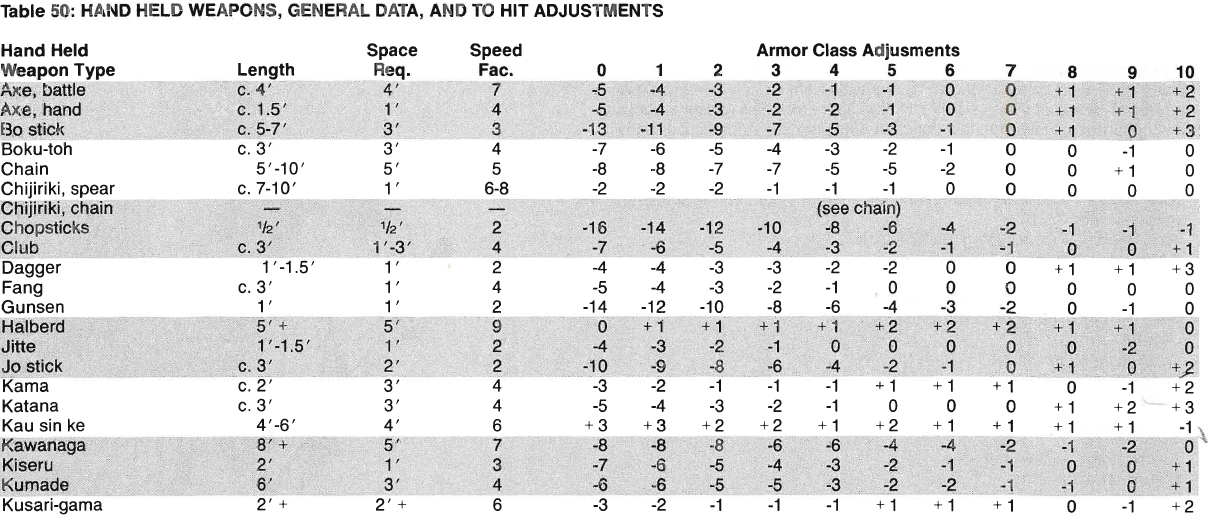 Table 50: HAND HELD WEAPONS, GENERAL DATA, AND TO HIT ADJUSTMENTS
Hand Held Space Speed Armor Class Adjusments
Weapon Type Length Req. Fac. 0 1 2 3 4 5 6 7 8 9 10
Axe, battle c. 4′ 4′ 7 -5 -4 -3 -2 -1 -1 0 0 +1 +1 +2
Axe, hand c. 1.5′ 1′ 4 -5 -4 -3 -2 -2 -1 0 0 +1 +1 +2
Bo stick c. 5-7′ 3′ 3 -13 -11 -9 -7 -5 -3 -1 0 +1 0 +3
Boku-toh c. 3′ 3′ 4 -7 -6 -5 -4 -3 -2 -1 0 0 -1 0
Chain 5′-10′ 5′ 5 -8 -8 -7 -7 -5 -5 -2 0 0 +1 0
Chijiriki, spear c. 7-10′ 1′ 6-8 -2 -2 -2 -1 -1 -1 0 0 0 0 0
Chijiriki, chain — — — (see chain)
Chopsticks ½′ ½′ 2 -16 -14 -12 -10 -8 -6 -4 -2 -1 -1 -1
Club c. 3′ 1′-3′ 4 -7 -6 -5 -4 -3 -2 -1 -1 0 0 +1
Dagger 1′-1.5′ 1′ 2 -4 -4 -3 -3 -2 -2 0 0 +1 +1 +3
Fang c. 3′ 1′ 4 -5 -4 -3 -2 -1 0 0 0 0 0 0
Gunsen 1′ 1′ 2 -14 -12 -10 -8 -6 -4 -3 -2 0 -1 0
Halberd 5′ + 5′ 9 0 +1 +1 +1 +1 +2 +2 +2 +1 +1 0
Jitte 1′-1.5′ 1′ 2 -4 -3 -2 -1 0 0 0 0 0 -2 0
Jo stick c. 3′ 2′ 2 -10 -9 -8 -6 -4 -2 -1 0 +1 0 +2
Kama c. 2′ 3′ 4 -3 -2 -1 -1 -1 +1 +1 +1 0 -1 +2
Katana c. 3′ 3′ 4 -5 -4 -3 -2 -1 0 0 0 +1 +2 +3
Kau sin ke 4′-6′ 4′ 6 +3 +3 +2 +2 +1 +2 +1 +1 +1 +1 -1
Kawanaga 8′ + 5′ 7 -8 -8 -8 -6 -6 -4 -4 -2 -1 -2 0
Kiseru 2′ 1′ 3 -7 -6 -5 -4 -3 -2 -1 -1 0 0 +1
Kumade 6′ 3′ 4 -6 -6 -5 -5 -3 -2 -2 -1 -1 0 +1
Kusari-gama 2′ + 2′ + 6 -3 -2 -1 -1 -1 +1 +1 +1 0 -1 +2